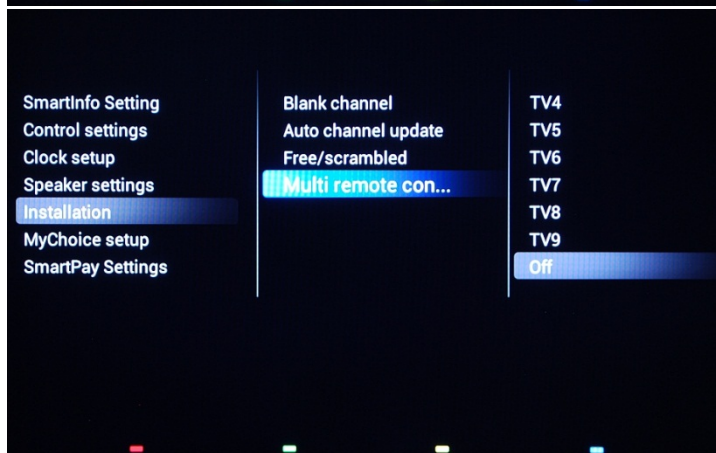 SmartInfo Setting
Control settings
Clock setup
Speaker settings
Installation
MyChoice setup
SmartPay Settings
Blank channel
Auto channel update
Free/scrambled
Multi remote con...
TV4
TV5
TV6
TV7
TV8
TV9
Off